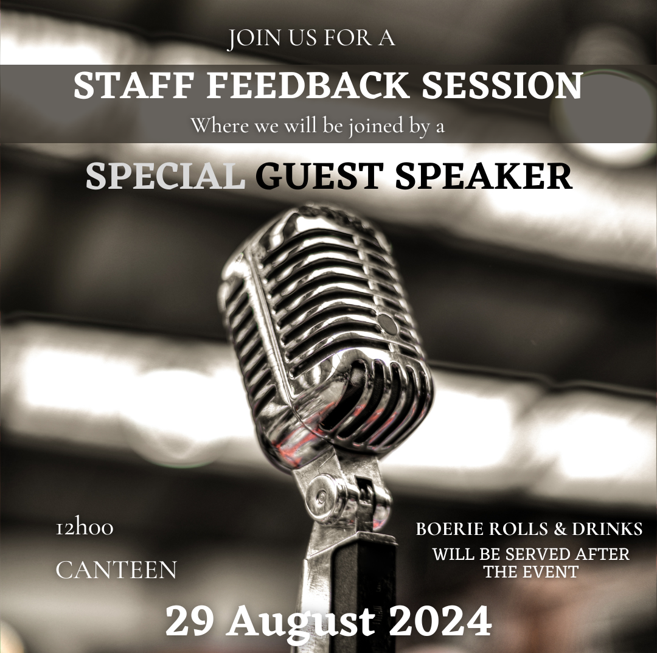 JOIN US FOR A
STAFF FEEDBACK SESSION
Where we will be joined by a
SPECIAL GUEST SPEAKER
12h00
CANTEEN
BOERIE ROLLS & DRINKS
WILL BE SERVED AFTER
THE EVENT
29 August 2024